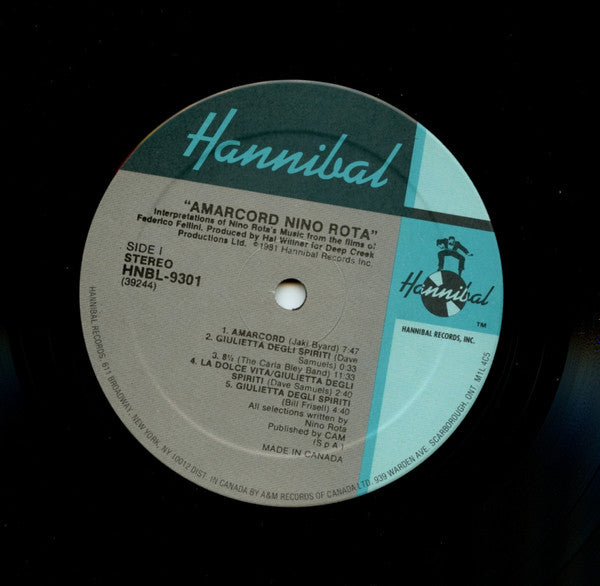 Hannibal
"AMARCORD NINO ROTA"
Interpretations of Nino Rota's Music from the films of
Federico Fellini. Produced by Hal Willner for Deep Creek
Productions Ltd. ©1981 Hannibal Records Inc.
SIDE I
STEREO
HNBL-9301
(39244)
Hannibal
TM
HANNIBAL RECORDS, INC.
1. AMARCORD (Jaki Byard) 7:47
2. GIULIETTA DEGLI SPIRITI (Dave
Samuels) 0:33
3. 8½ (The Carla Bley Band) 11:33
4. LA DOLCE VITA/GIULIETTA DEGLI
SPIRITI (Dave Samuels) 2:40
5. GIULIETTA DEGLI SPIRITI
(Bill Frisell) 4:40
All selections written by
Nino Rota
Published by CAM
(S p A)
MADE IN CANADA
HANNIBAL RECORDS, 611 BROADWAY, NEW YORK, NY 10012 DIST. IN CANADA BY A&M RECORDS OF CANADA LTD. 939 WARDEN AVE. SCARBOROUGH, ONT. M1L 4C5